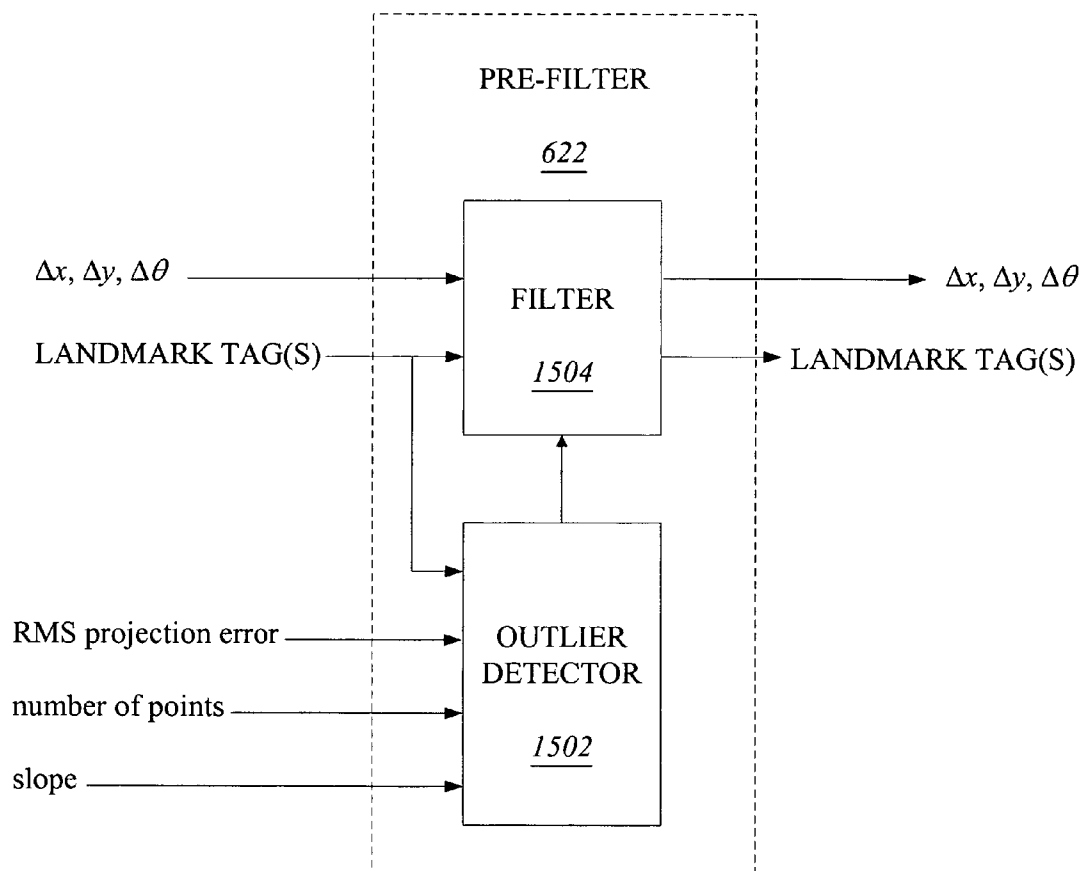 PRE-FILTER
622
Δx, Δy, Δθ
FILTER
Δx, Δy, Δθ
LANDMARK TAG(S)
1504
LANDMARK TAG(S)
RMS projection error
OUTLIER
DETECTOR
number of points
1502
slope